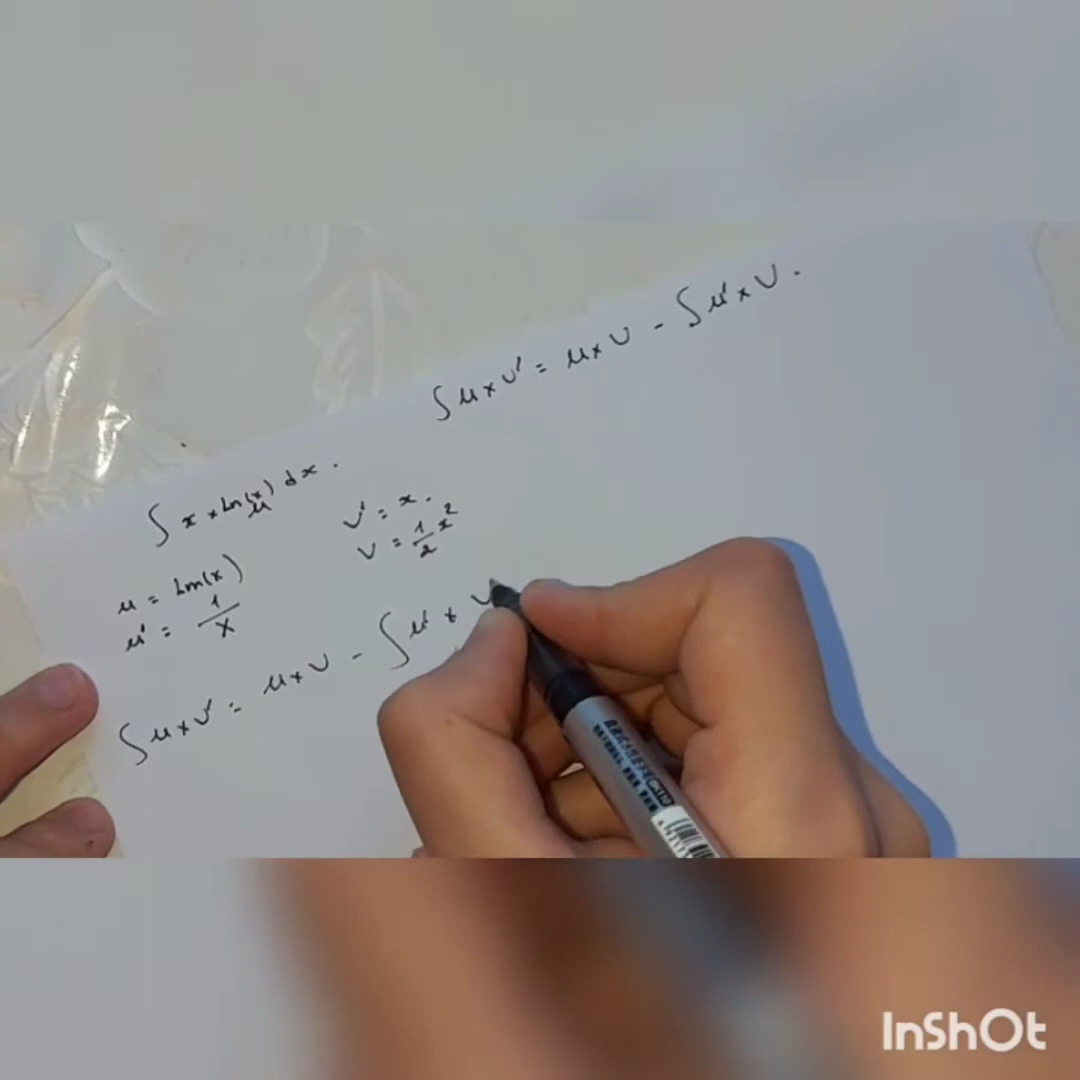 ∫ u × v' = u × v - ∫ u' × v .
∫ x × Ln(x) dx .
u
u = Ln(x)
u' = 1/x
v' = x .
v = 1/2 x²
∫ u × v' = u × v - ∫ u' × v
InShOt